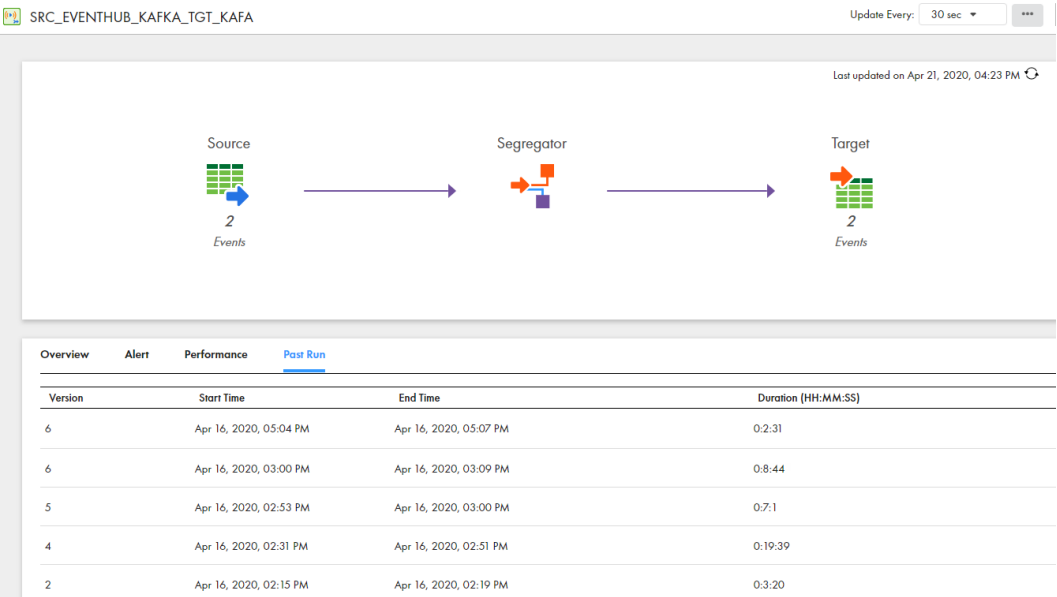 SRC_EVENTHUB_KAFKA_TGT_KAFA
Update Every: 30 sec
Last updated on Apr 21, 2020, 04:23 PM
Source Segregator Target
2 2
Events Events
Overview Alert Performance Past Run
Version Start Time End Time Duration (HH:MM:SS)
6 Apr 16, 2020, 05:04 PM Apr 16, 2020, 05:07 PM 0:2:31
6 Apr 16, 2020, 03:00 PM Apr 16, 2020, 03:09 PM 0:8:44
5 Apr 16, 2020, 02:53 PM Apr 16, 2020, 03:00 PM 0:7:1
4 Apr 16, 2020, 02:31 PM Apr 16, 2020, 02:51 PM 0:19:39
2 Apr 16, 2020, 02:15 PM Apr 16, 2020, 02:19 PM 0:3:20